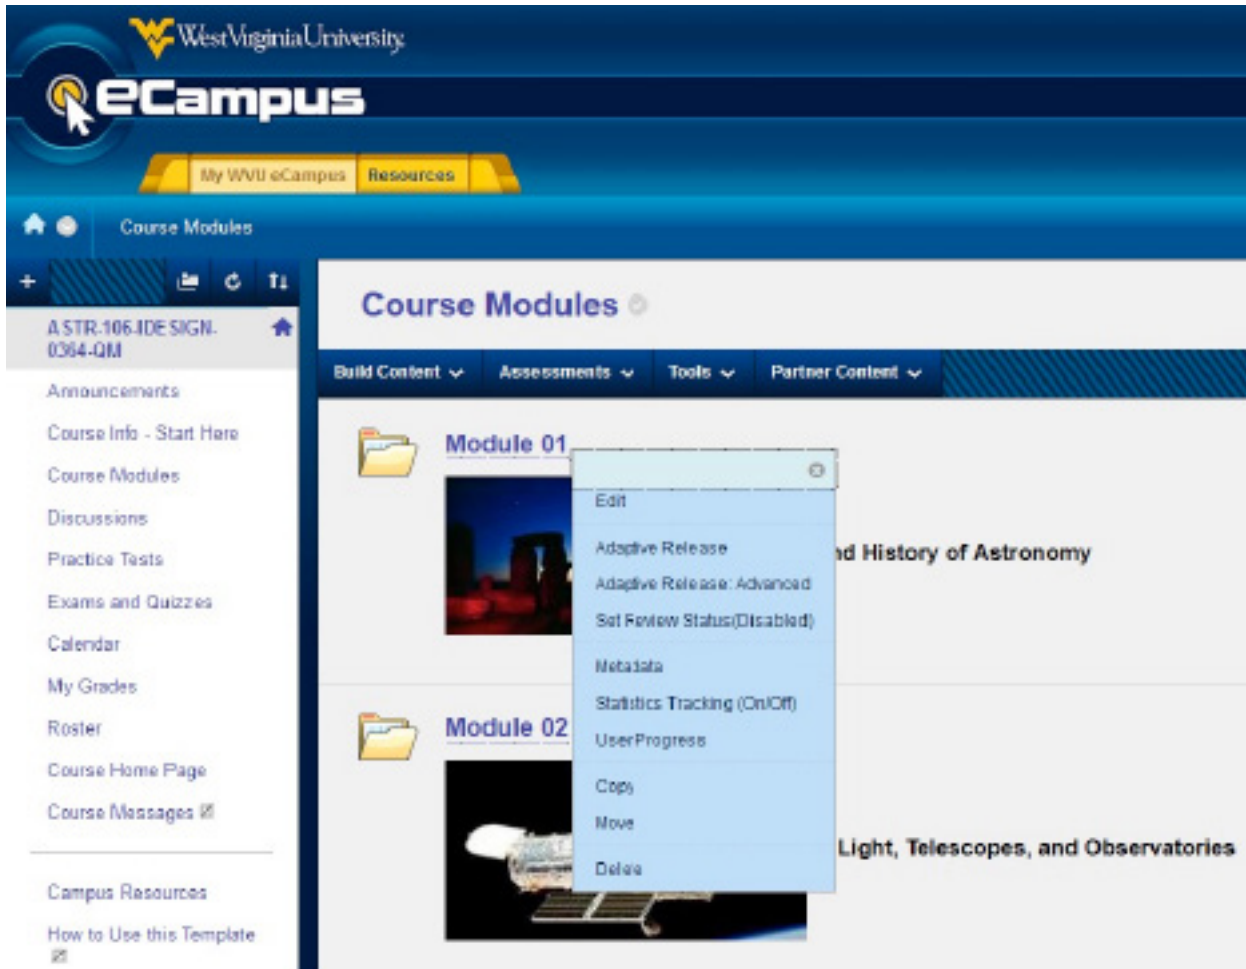 WestVirginiaUniversity.
eCampus
My WVU eCampus
Resources
Course Modules
ASTR-106-IDESIGN-
0364-QM
Announcements
Course Info - Start Here
Course Modules
Discussions
Practice Tests
Exams and Quizzes
Calendar
My Grades
Roster
Course Home Page
Course Messages
Campus Resources
How to Use this Template
Course Modules
Build Content
Assessments
Tools
Partner Content
Module 01
Edit
Adaptive Release
Adaptive Release: Advanced
Set Review Status(Disabled)
Metadata
Statistics Tracking (On/Off)
User Progress
Copy
Move
Delete
nd History of Astronomy
Module 02
Light, Telescopes, and Observatories